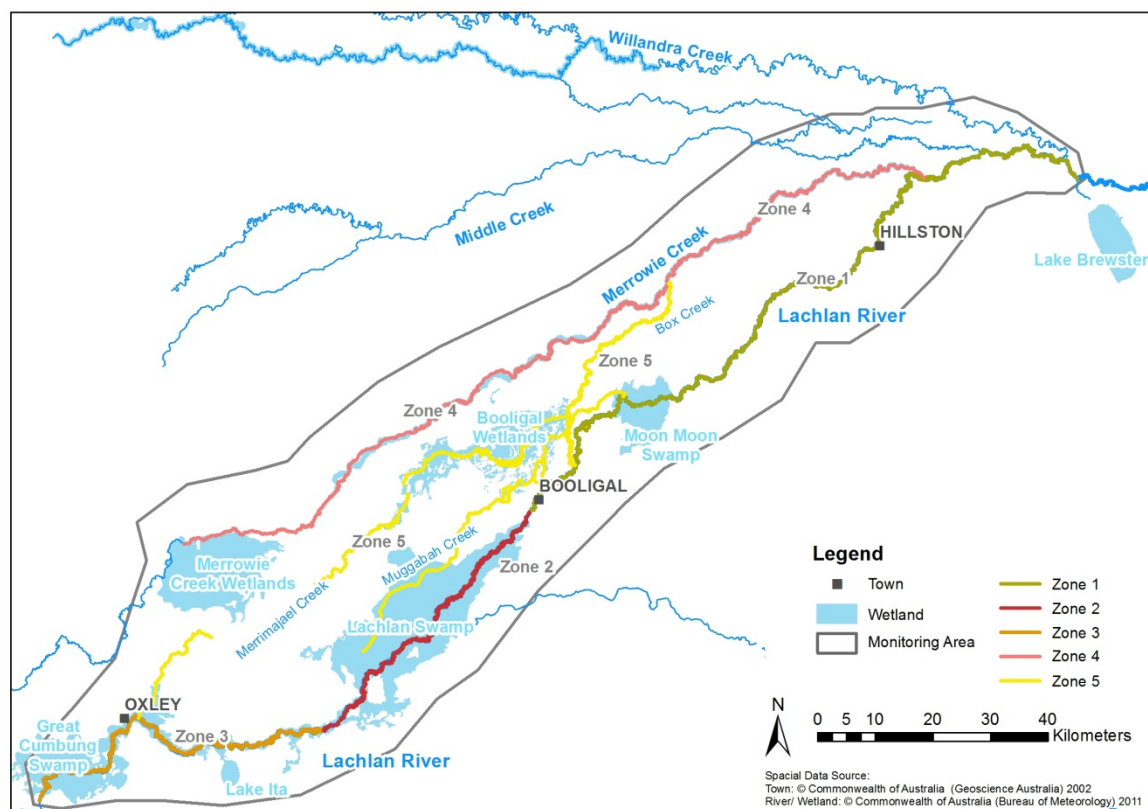 Willandra Creek
Zone 4
Middle Creek
HILLSTON
Lake Brewster
Merrowie Creek
Zone 1
Lachlan River
Box Creek
Zone 5
Zone 4
Booligal
Wetlands
Moon Moon
Swamp
BOOLIGAL
Zone 5
Muggabah Creek
Zone 2
Merrowie
Creek Wetlands
Merrimajael Creek
Lachlan Swamp
OXLEY
Great
Cumbung
Swamp
Zone 3
Lake Ita
Lachlan River
Legend
Town
Wetland
Monitoring Area
Zone 1
Zone 2
Zone 3
Zone 4
Zone 5
N
0 5 10 20 30 40
Kilometers
Spacial Data Source:
Town: © Commonwealth of Australia (Geoscience Australia) 2002
River/ Wetland: © Commonwealth of Australia (Bureau of Meteorology) 2011